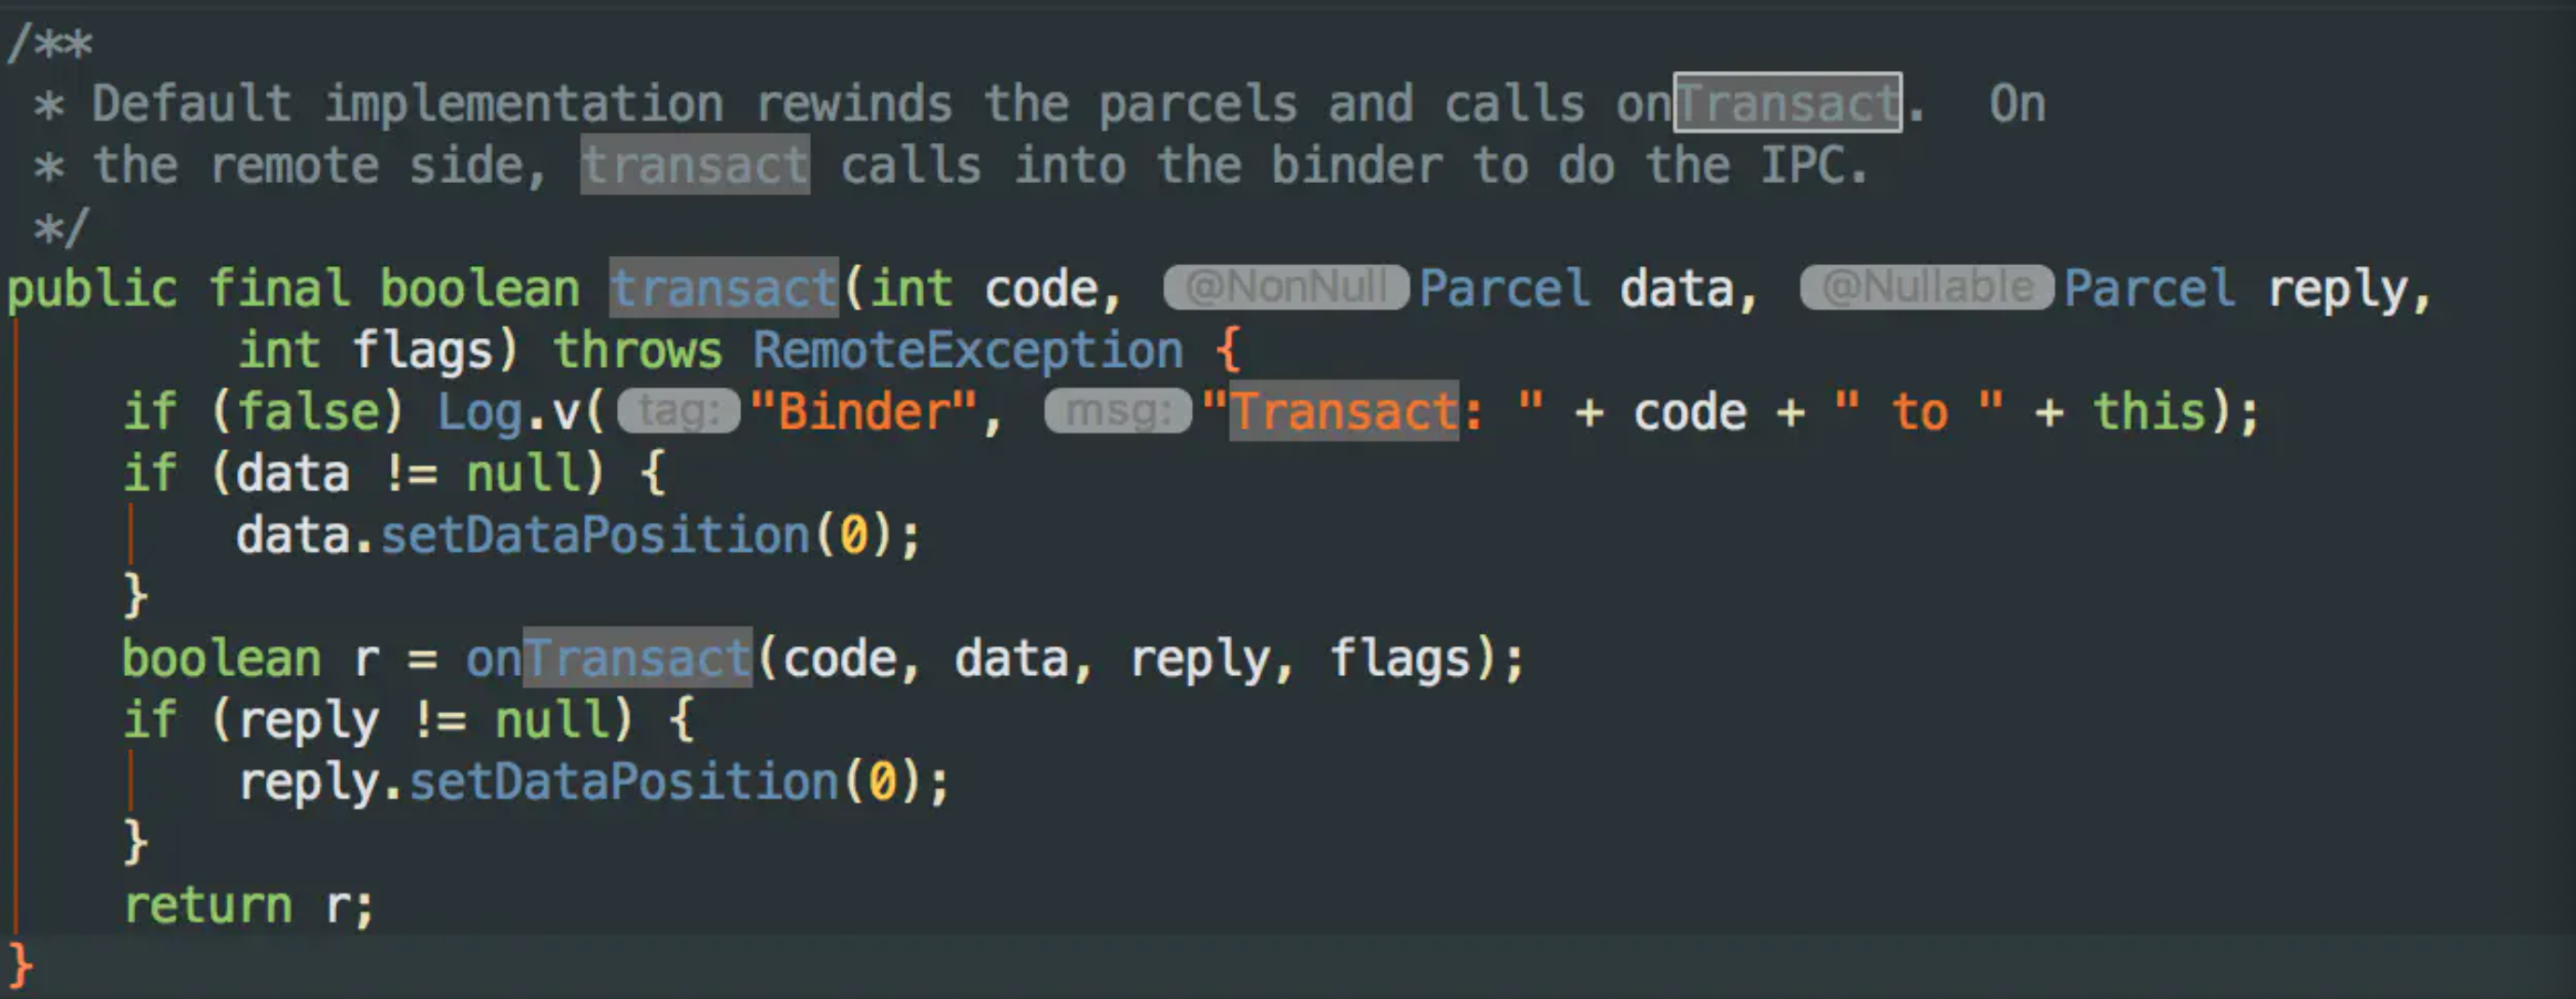 /**
 * Default implementation rewinds the parcels and calls onTransact.  On
 * the remote side, transact calls into the binder to do the IPC.
 */
public final boolean transact(int code, @NonNull Parcel data, @Nullable Parcel reply,
        int flags) throws RemoteException {
    if (false) Log.v( tag: "Binder", msg: "Transact: " + code + " to " + this);
    if (data != null) {
        data.setDataPosition(0);
    }
    boolean r = onTransact(code, data, reply, flags);
    if (reply != null) {
        reply.setDataPosition(0);
    }
    return r;
}